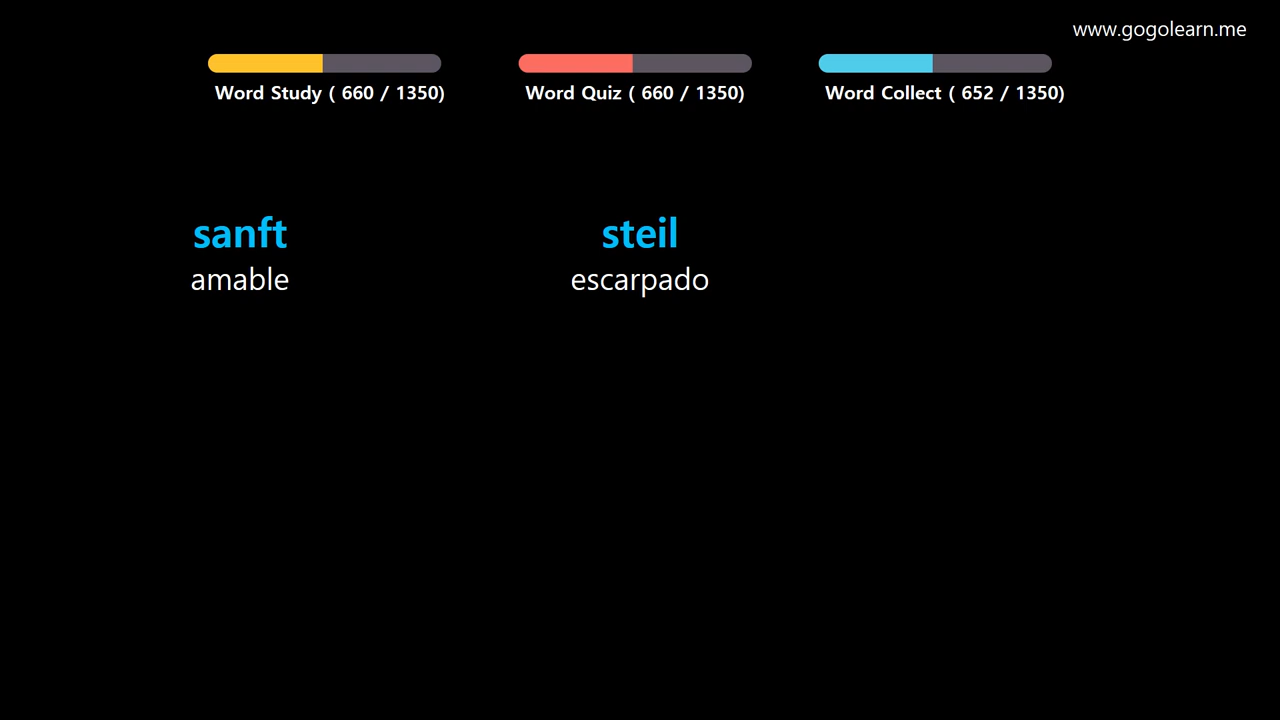 www.gogolearn.me
Word Study ( 660 / 1350)
Word Quiz ( 660 / 1350)
Word Collect ( 652 / 1350)
sanft
amable
steil
escarpado